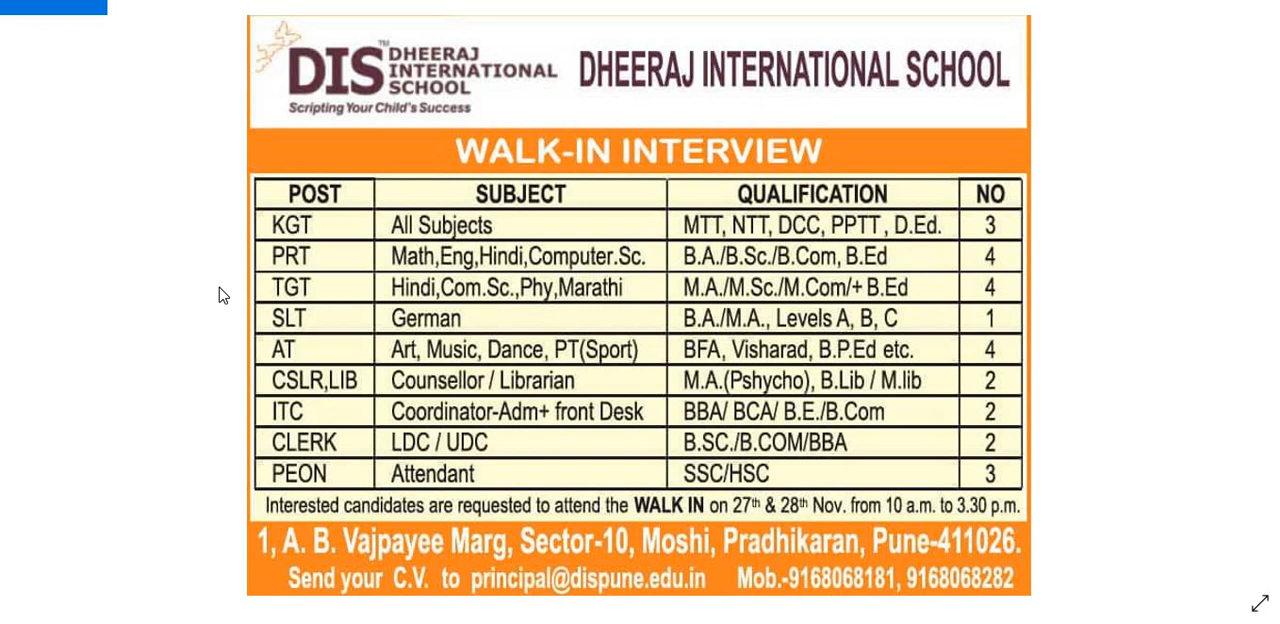 DIS™ DHEERAJ
INTERNATIONAL
SCHOOL
Scripting Your Child's Success
DHEERAJ INTERNATIONAL SCHOOL
WALK-IN INTERVIEW
POST SUBJECT QUALIFICATION NO
KGT All Subjects MTT, NTT, DCC, PPTT , D.Ed. 3
PRT Math,Eng,Hindi,Computer.Sc. B.A./B.Sc./B.Com, B.Ed 4
TGT Hindi,Com.Sc.,Phy,Marathi M.A./M.Sc./M.Com/+ B.Ed 4
SLT German B.A./M.A., Levels A, B, C 1
AT Art, Music, Dance, PT(Sport) BFA, Visharad, B.P.Ed etc. 4
CSLR,LIB Counsellor / Librarian M.A.(Pshycho), B.Lib / M.lib 2
ITC Coordinator-Adm+ front Desk BBA/ BCA/ B.E./B.Com 2
CLERK LDC / UDC B.SC./B.COM/BBA 2
PEON Attendant SSC/HSC 3
Interested candidates are requested to attend the WALK IN on 27th & 28th Nov. from 10 a.m. to 3.30 p.m.
1, A. B. Vajpayee Marg, Sector-10, Moshi, Pradhikaran, Pune-411026.
Send your C.V. to principal@dispune.edu.in Mob.-9168068181, 9168068282